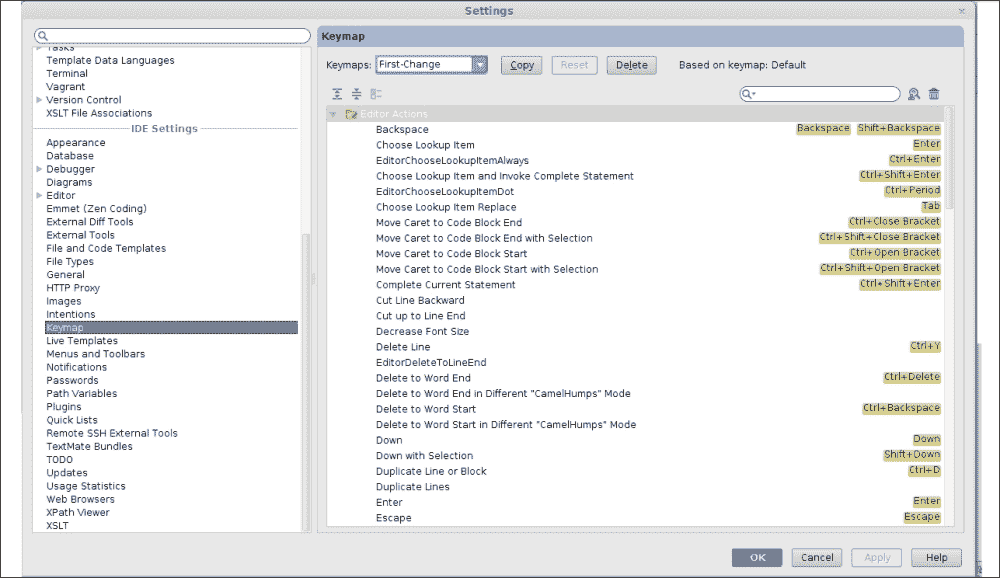 Settings
Tasks
Template Data Languages
Terminal
Vagrant
Version Control
XSLT File Associations
IDE Settings
Appearance
Database
Debugger
Diagrams
Editor
Emmet (Zen Coding)
External Diff Tools
External Tools
File and Code Templates
File Types
General
HTTP Proxy
Images
Intentions
Keymap
Live Templates
Menus and Toolbars
Notifications
Passwords
Path Variables
Plugins
Quick Lists
Remote SSH External Tools
TextMate Bundles
TODO
Updates
Usage Statistics
Web Browsers
XPath Viewer
XSLT
Keymap
Keymaps: First-Change Copy Reset Delete Based on keymap: Default
Editor Actions
Backspace Backspace Shift+Backspace
Choose Lookup Item Enter
EditorChooseLookupItemAlways Ctrl+Enter
Choose Lookup Item and Invoke Complete Statement Ctrl+Shift+Enter
EditorChooseLookupItemDot Ctrl+Period
Choose Lookup Item Replace Tab
Move Caret to Code Block End Ctrl+Close Bracket
Move Caret to Code Block End with Selection Ctrl+Shift+Close Bracket
Move Caret to Code Block Start Ctrl+Open Bracket
Move Caret to Code Block Start with Selection Ctrl+Shift+Open Bracket
Complete Current Statement Ctrl+Shift+Enter
Cut Line Backward
Cut up to Line End
Decrease Font Size
Delete Line Ctrl+Y
EditorDeleteToLineEnd
Delete to Word End Ctrl+Delete
Delete to Word End in Different "CamelHumps" Mode
Delete to Word Start Ctrl+Backspace
Delete to Word Start in Different "CamelHumps" Mode
Down Down
Down with Selection Shift+Down
Duplicate Line or Block Ctrl+D
Duplicate Lines
Enter Enter
Escape Escape
OK Cancel Apply Help